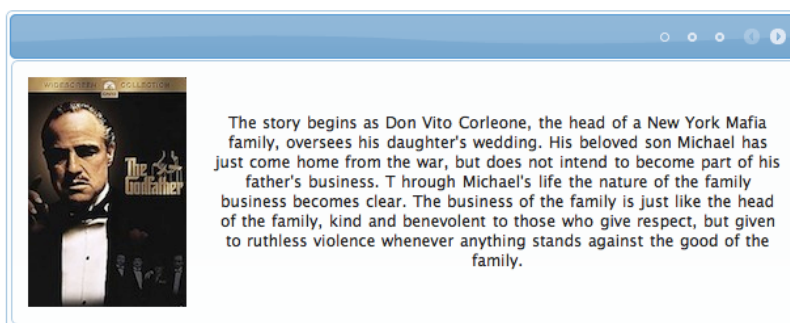 WIDESCREEN COLLECTION
The Godfather
The story begins as Don Vito Corleone, the head of a New York Mafia
family, oversees his daughter's wedding. His beloved son Michael has
just come home from the war, but does not intend to become part of his
father's business. T hrough Michael's life the nature of the family
business becomes clear. The business of the family is just like the head
of the family, kind and benevolent to those who give respect, but given
to ruthless violence whenever anything stands against the good of the
family.